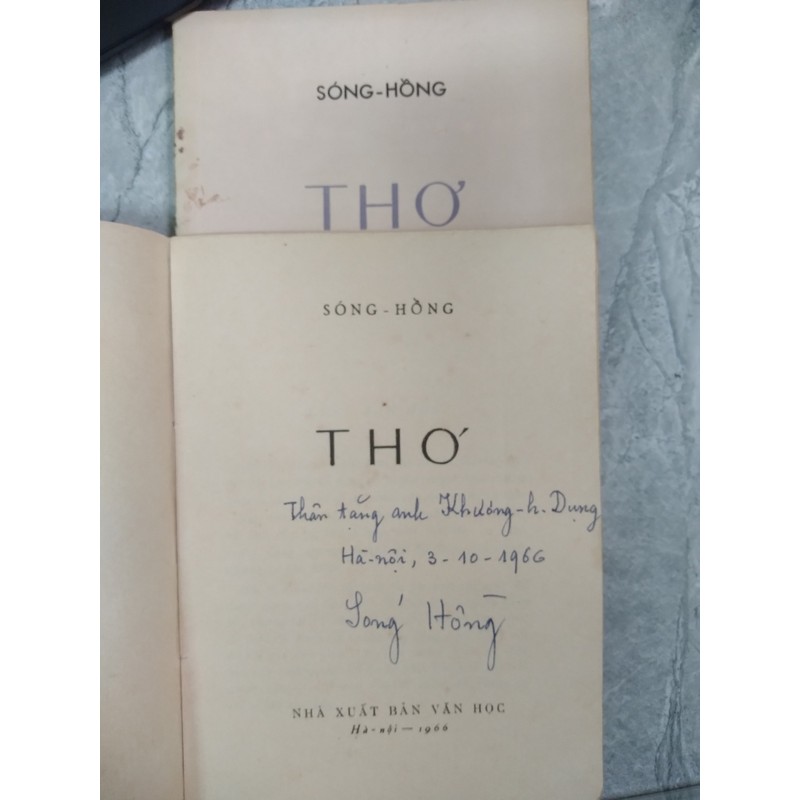 SÓNG-HỒNG
THƠ
SÓNG - HỒNG
THƠ
Thân tặng anh Khương-h. Dụng
Hà-nội, 3-10-1966
Sóng Hồng
NHÀ XUẤT BẢN VĂN HỌC
Hà-nội — 1966